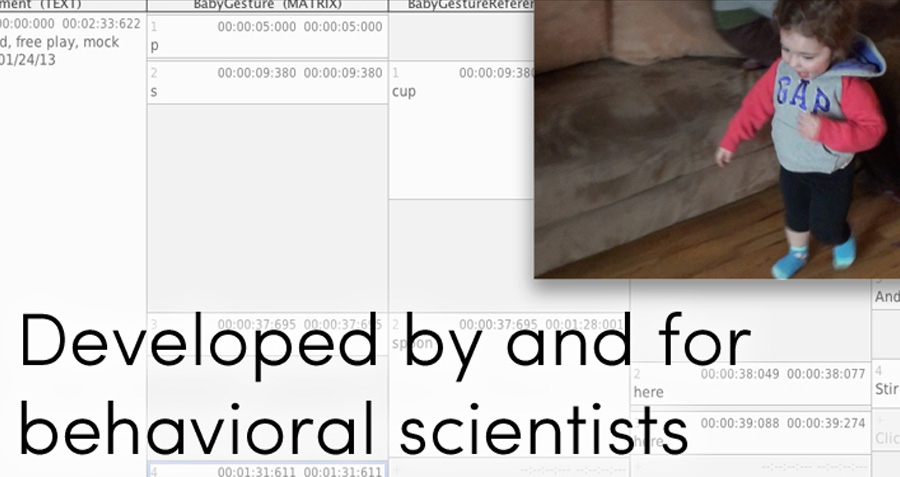 ment (TEXT)
BabyGesture (MATRIX)
BabyGestureReferen
00:00:000 00:02:33:622
d, free play, mock
01/24/13
1 00:00:05:000 00:00:05:000
p
2 00:00:09:380 00:00:09:380
s
1 00:00:09:380
cup
GAP
3 00:00:37:695 00:00:37:695
2 00:00:37:695 00:01:28:001
spoon
And
2 00:00:38:049 00:00:38:077
here
4
Stir
00:00:39:088 00:00:39:274
here
Clic
4 00:01:31:611 00:01:31:611
--:--:--:--- --:--:--:---
--:--:--:--- --:--:--:---
Developed by and for
behavioral scientists